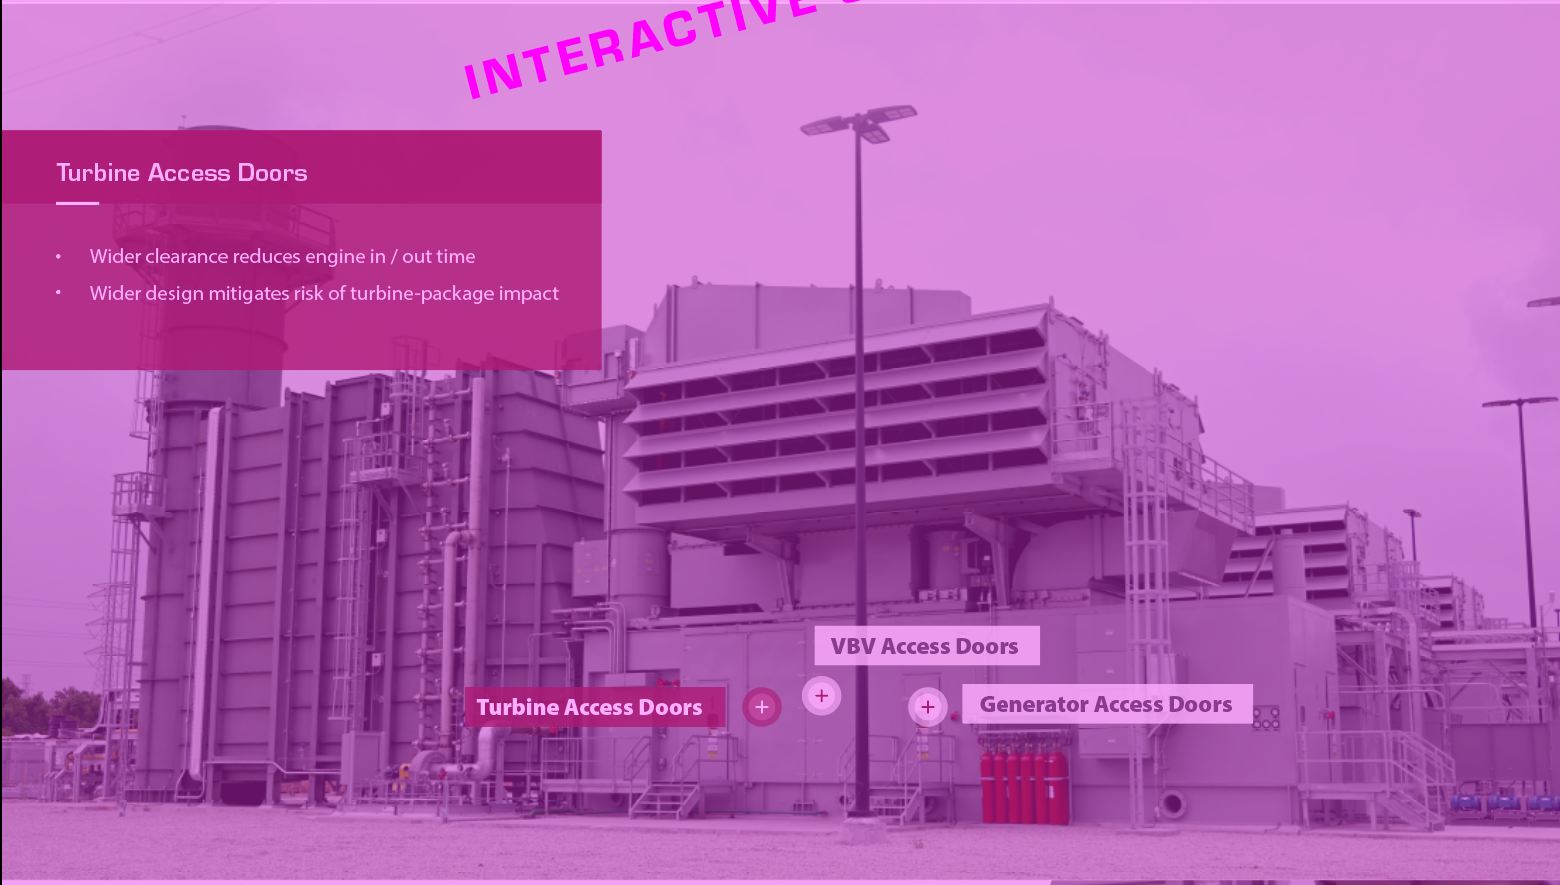 INTERACTIVE
Turbine Access Doors
• Wider clearance reduces engine in / out time
• Wider design mitigates risk of turbine-package impact
VBV Access Doors
Turbine Access Doors
Generator Access Doors